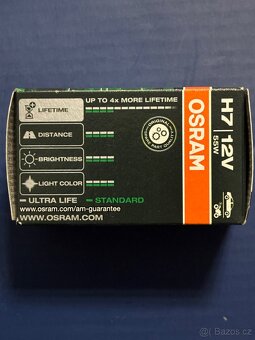 UP TO 4x MORE LIFETIME
LIFETIME
DISTANCE
BRIGHTNESS
LIGHT COLOR
ULTRA LIFE
STANDARD
www.osram.com/am-guarantee
WWW.OSRAM.COM
OSRAM
H7 12V
55W
Bazos.cz